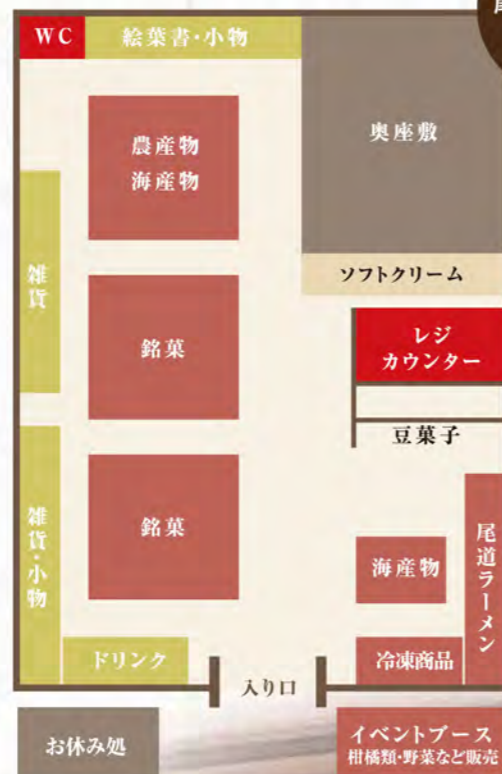 WC
絵葉書・小物
奥座敷
農産物
海産物
ソフトクリーム
雑貨
レジ
カウンター
銘菓
豆菓子
銘菓
雑貨・小物
海産物
尾道ラーメン
ドリンク
冷凍商品
入り口
お休み処
イベントブース
柑橘類・野菜など販売